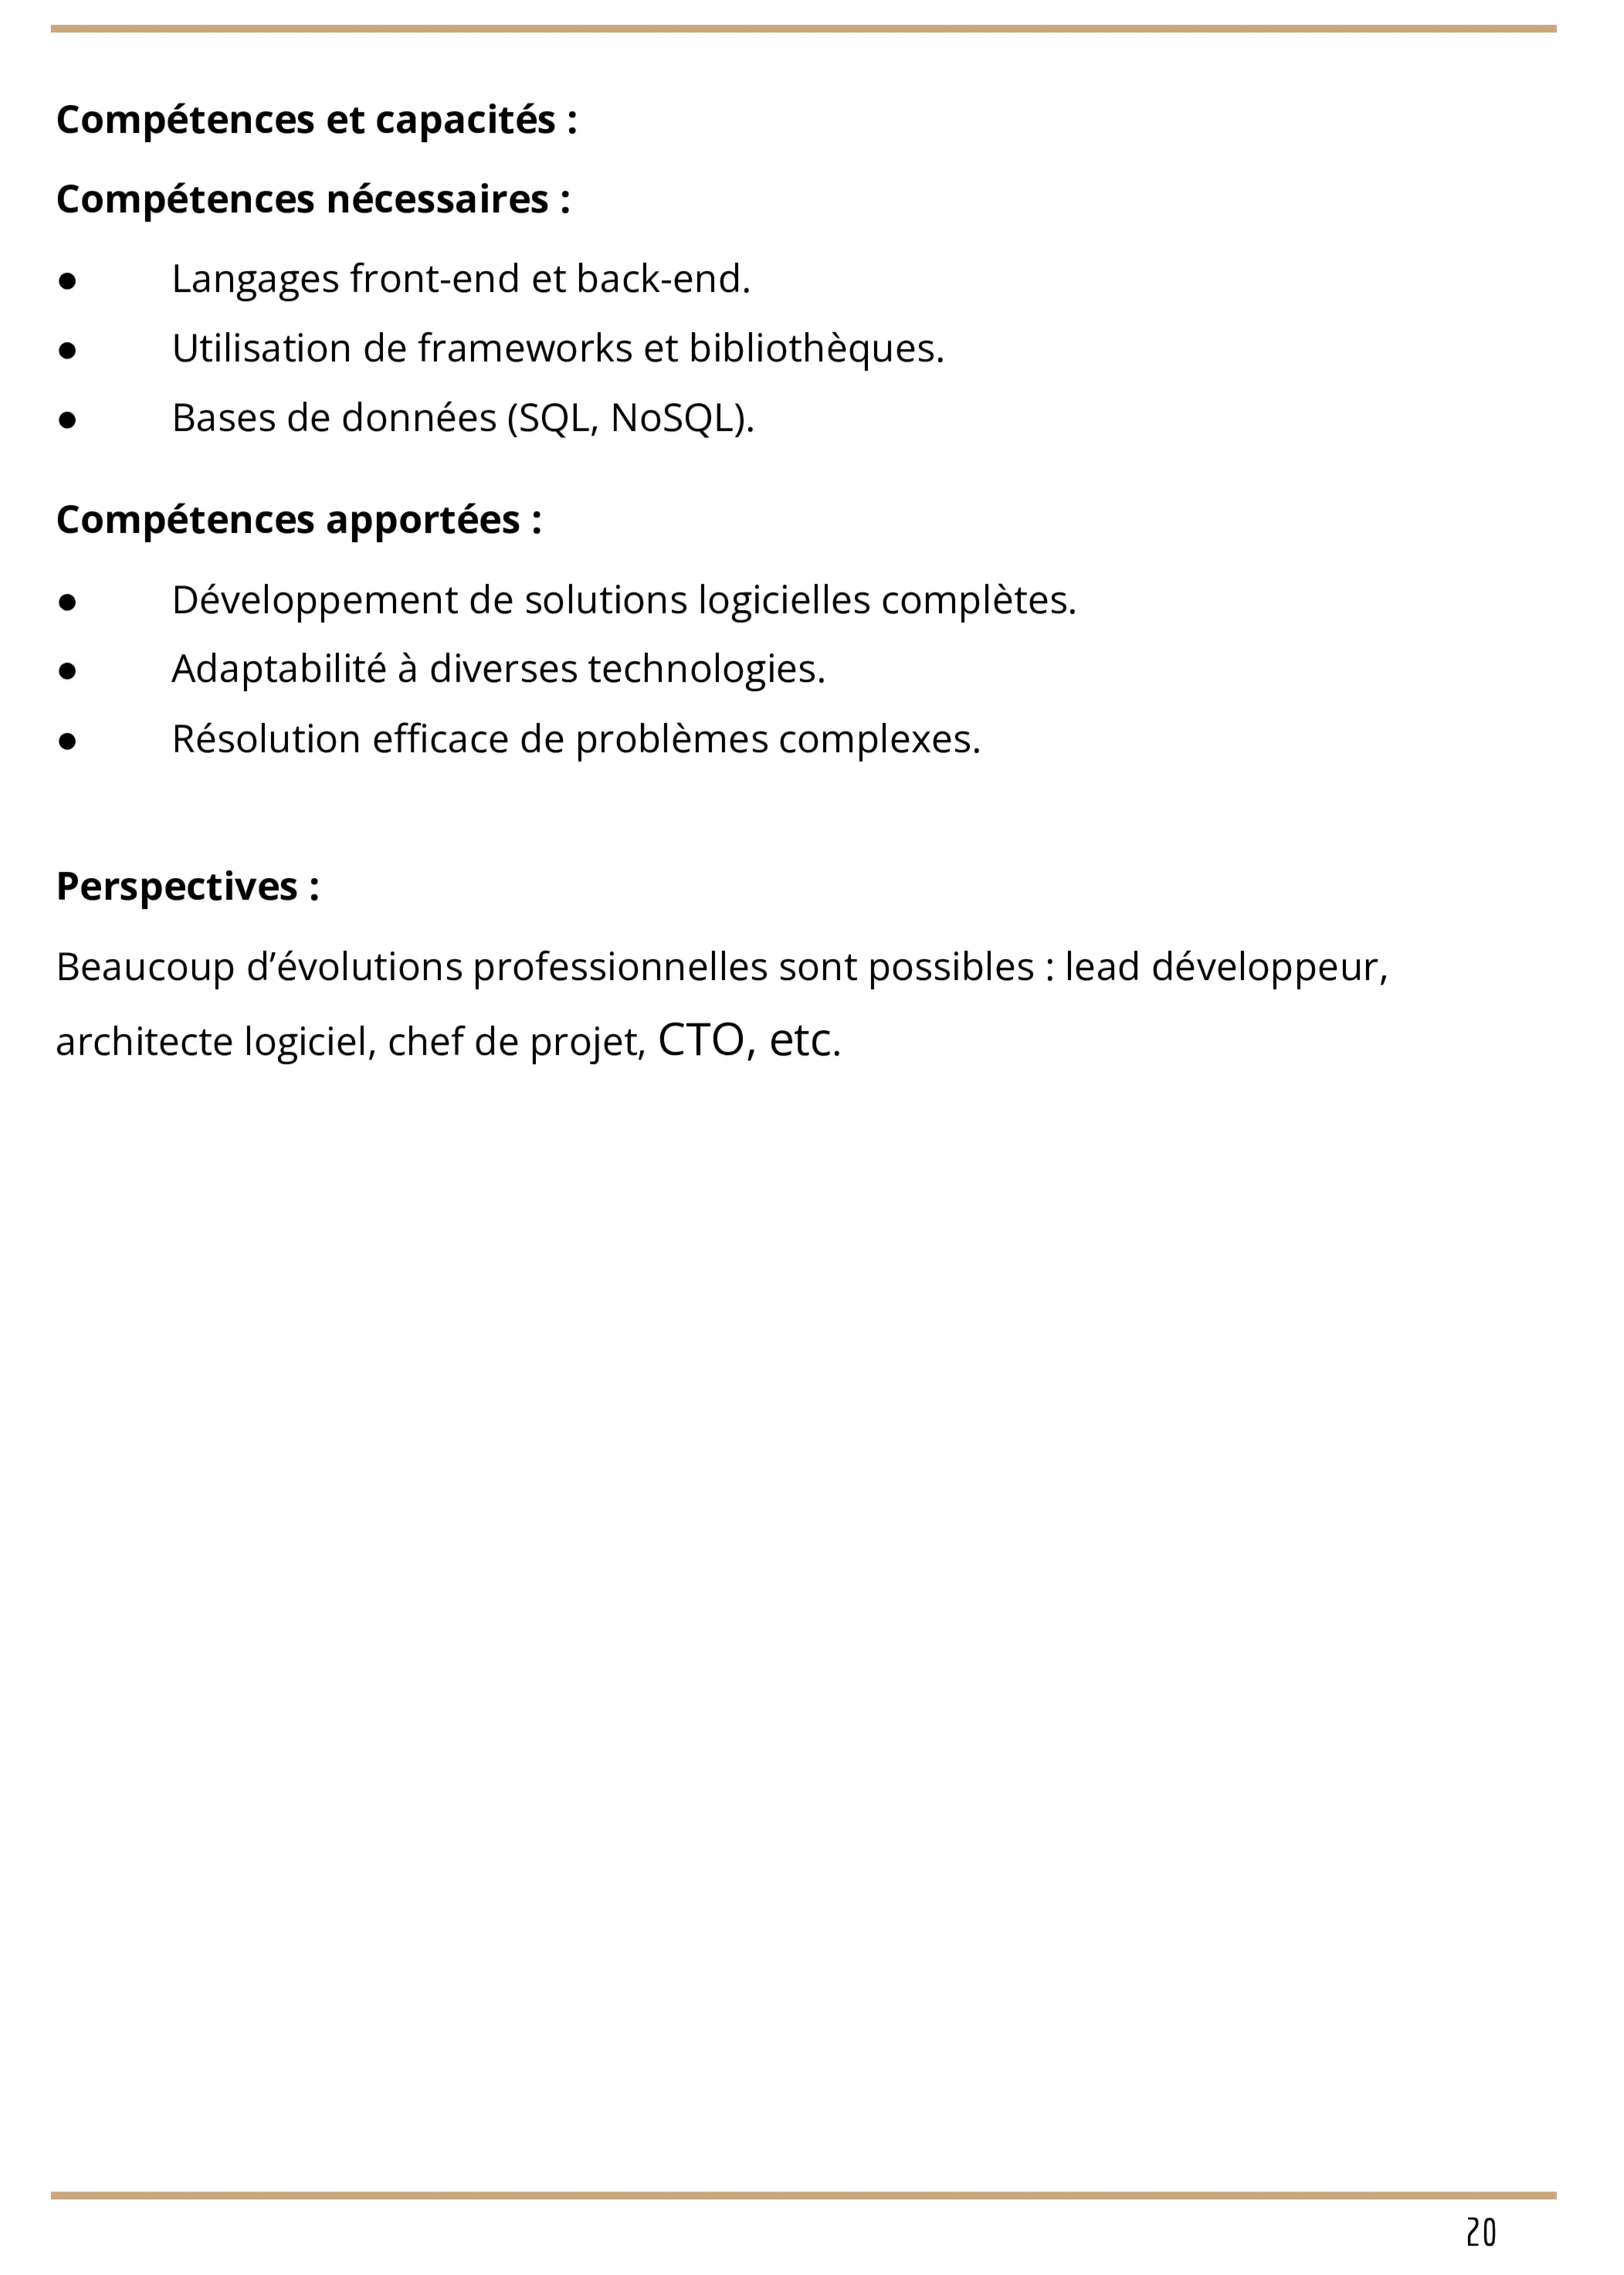 Compétences et capacités :
Compétences nécessaires :
● Langages front-end et back-end.
● Utilisation de frameworks et bibliothèques.
● Bases de données (SQL, NoSQL).
Compétences apportées :
● Développement de solutions logicielles complètes.
● Adaptabilité à diverses technologies.
● Résolution efficace de problèmes complexes.
Perspectives :
Beaucoup d’évolutions professionnelles sont possibles : lead développeur,
architecte logiciel, chef de projet, CTO, etc.
20